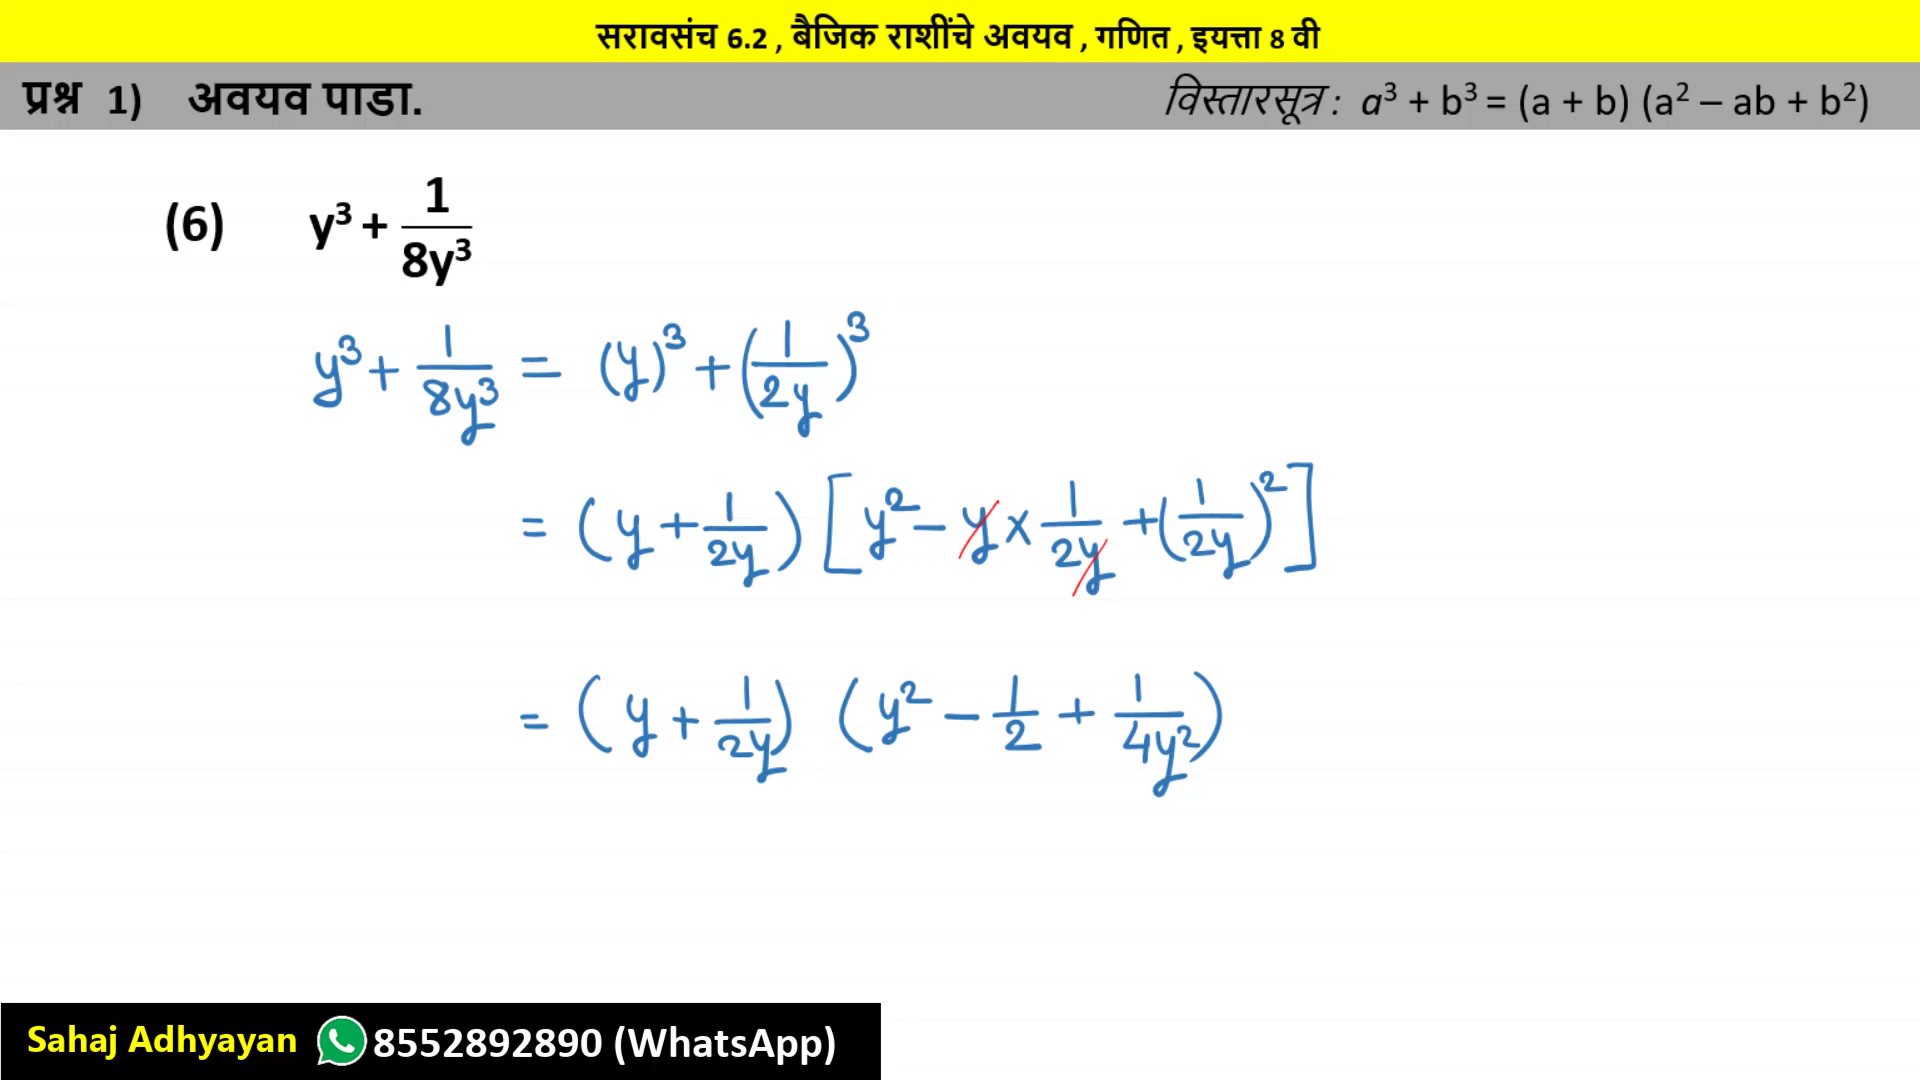 सरावसंच 6.2 , बैजिक राशींचे अवयव , गणित , इयत्ता 8 वी
प्रश्न 1) अवयव पाडा. विस्तारसूत्र : a³ + b³ = (a + b) (a² – ab + b²)
(6) y³ + 1/8y³
y³ + 1/8y³ = (y)³ + (1/2y)³
= (y + 1/2y) [y² – y × 1/2y + (1/2y)²]
= (y + 1/2y) (y² – 1/2 + 1/4y²)
Sahaj Adhyayan 8552892890 (WhatsApp)